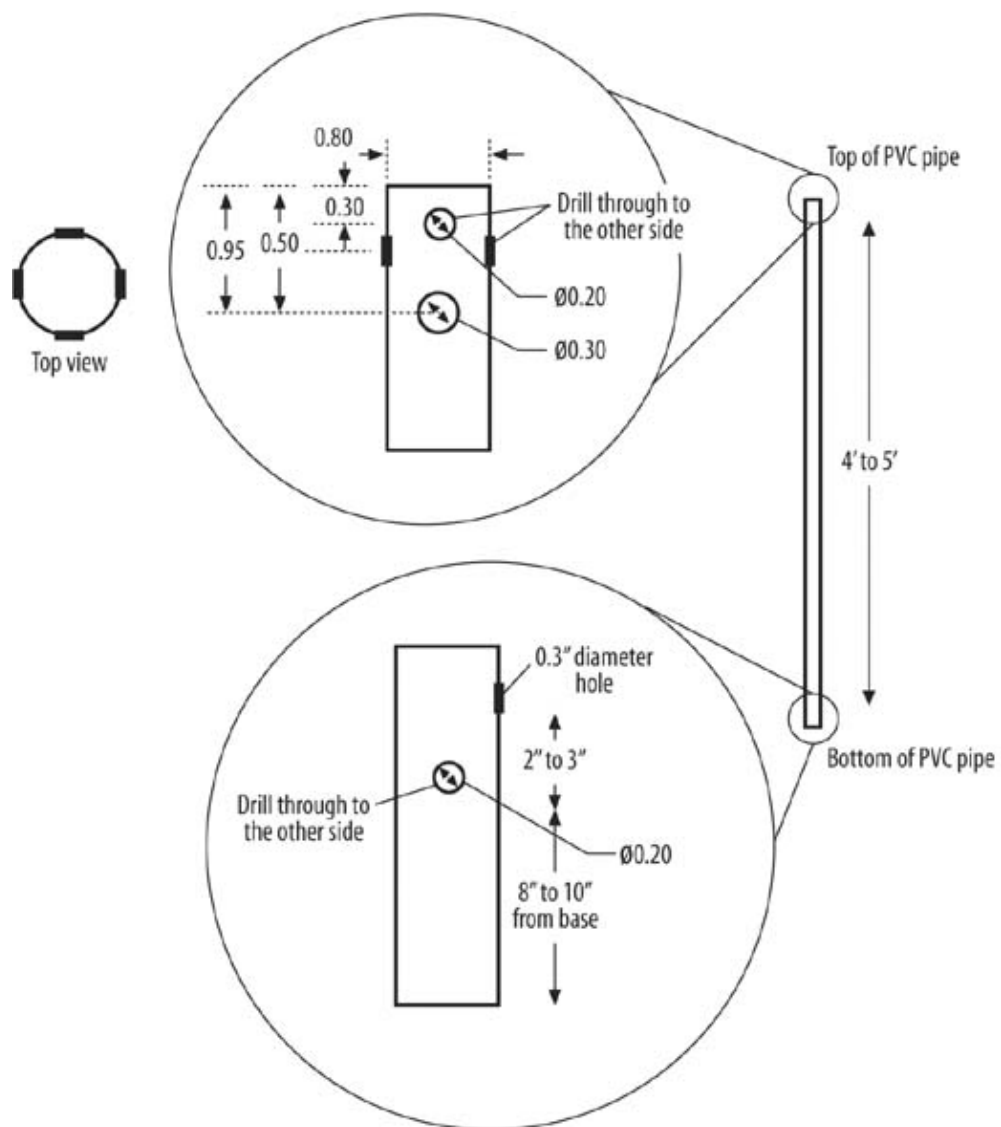 0.80
Top of PVC pipe
0.30
Drill through to
the other side
0.95
0.50
Ø0.20
Top view
Ø0.30
4′ to 5′
0.3″ diameter
hole
2″ to 3″
Bottom of PVC pipe
Drill through to
the other side
Ø0.20
8″ to 10″
from base